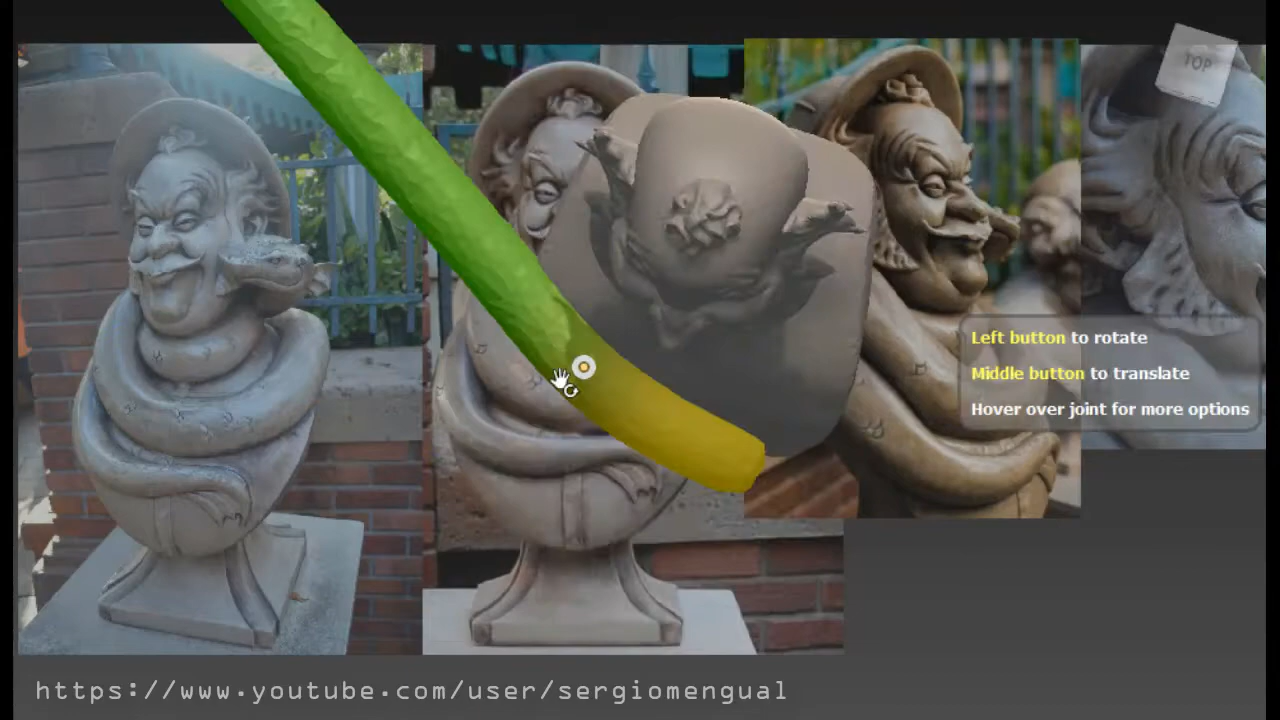 TOP
Left button to rotate
Middle button to translate
Hover over joint for more options
https://www.youtube.com/user/sergiomengual